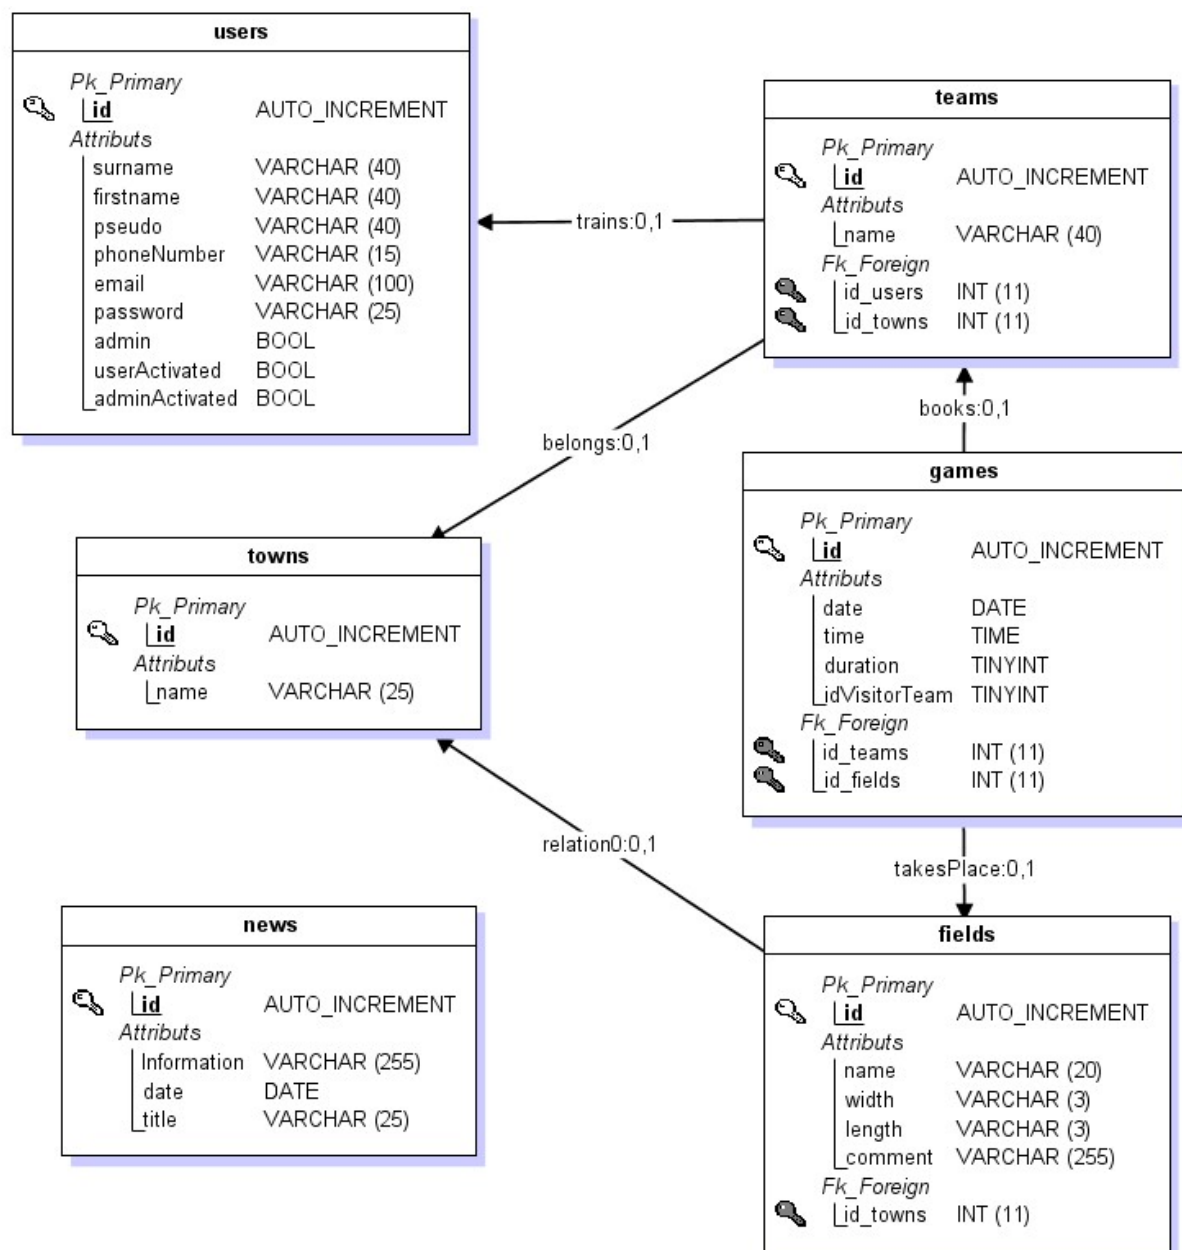 users
Pk_Primary
id AUTO_INCREMENT
Attributs
surname VARCHAR (40)
firstname VARCHAR (40)
pseudo VARCHAR (40)
phoneNumber VARCHAR (15)
email VARCHAR (100)
password VARCHAR (25)
admin BOOL
userActivated BOOL
adminActivated BOOL
trains:0,1
teams
Pk_Primary
id AUTO_INCREMENT
Attributs
name VARCHAR (40)
Fk_Foreign
id_users INT (11)
id_towns INT (11)
belongs:0,1
books:0,1
towns
Pk_Primary
id AUTO_INCREMENT
Attributs
name VARCHAR (25)
games
Pk_Primary
id AUTO_INCREMENT
Attributs
date DATE
time TIME
duration TINYINT
idVisitorTeam TINYINT
Fk_Foreign
id_teams INT (11)
id_fields INT (11)
relation0:0,1
takesPlace:0,1
news
Pk_Primary
id AUTO_INCREMENT
Attributs
Information VARCHAR (255)
date DATE
title VARCHAR (25)
fields
Pk_Primary
id AUTO_INCREMENT
Attributs
name VARCHAR (20)
width VARCHAR (3)
length VARCHAR (3)
comment VARCHAR (255)
Fk_Foreign
id_towns INT (11)